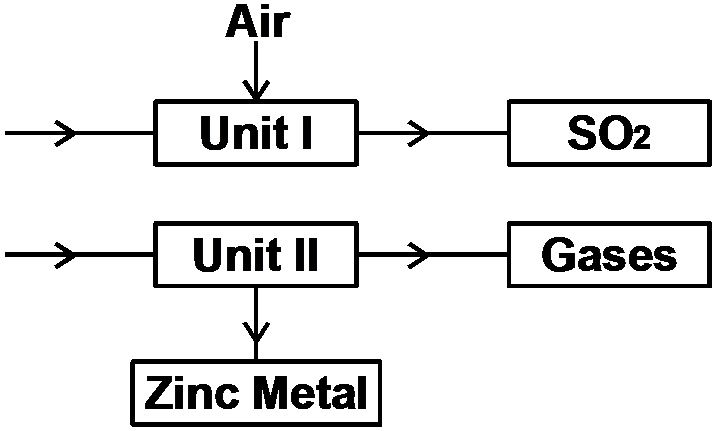 Air
Unit I
SO₂
Unit II
Gases
Zinc Metal